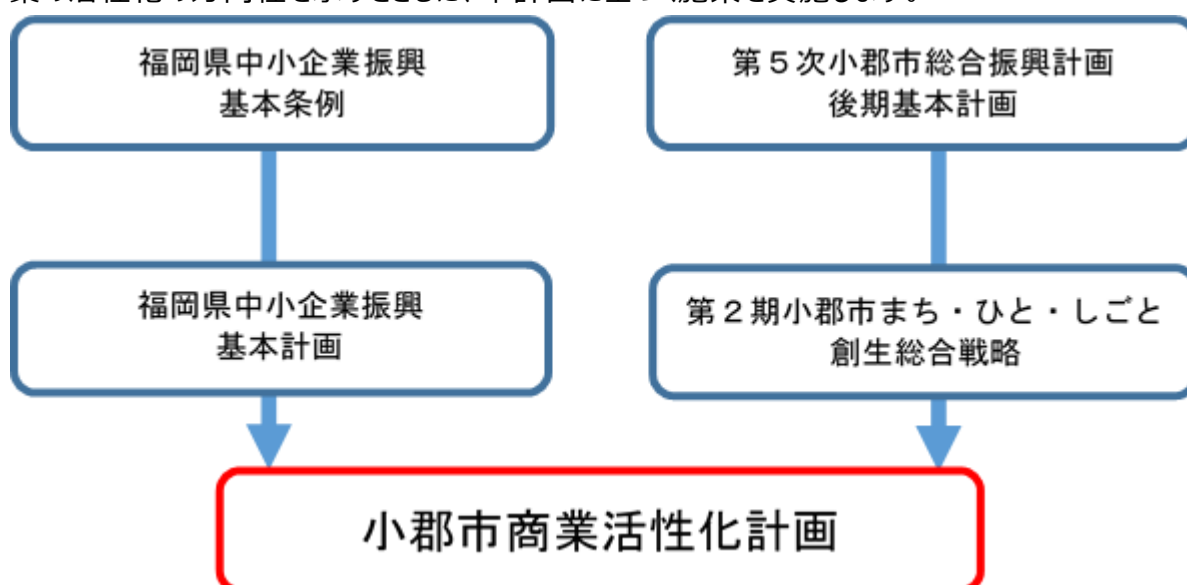 福岡県中小企業振興
基本条例
第５次小郡市総合振興計画
後期基本計画
福岡県中小企業振興
基本計画
第２期小郡市まち・ひと・しごと
創生総合戦略
小郡市商業活性化計画